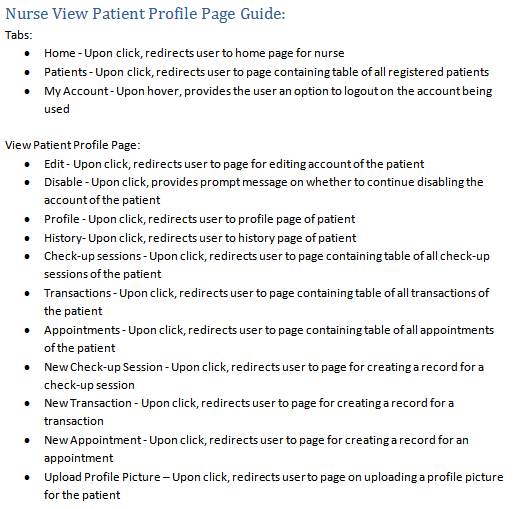 Nurse View Patient Profile Page Guide:
Tabs:
• Home - Upon click, redirects user to home page for nurse
• Patients - Upon click, redirects user to page containing table of all registered patients
• My Account - Upon hover, provides the user an option to logout on the account being
used
View Patient Profile Page:
• Edit - Upon click, redirects user to page for editing account of the patient
• Disable - Upon click, provides prompt message on whether to continue disabling the
account of the patient
• Profile - Upon click, redirects user to profile page of patient
• History- Upon click, redirects user to history page of patient
• Check-up sessions - Upon click, redirects user to page containing table of all check-up
sessions of the patient
• Transactions - Upon click, redirects user to page containing table of all transactions of
the patient
• Appointments - Upon click, redirects user to page containing table of all appointments
of the patient
• New Check-up Session - Upon click, redirects user to page for creating a record for a
check-up session
• New Transaction - Upon click, redirects user to page for creating a record for a
transaction
• New Appointment - Upon click, redirects user to page for creating a record for an
appointment
• Upload Profile Picture – Upon click, redirects user to page on uploading a profile picture
for the patient